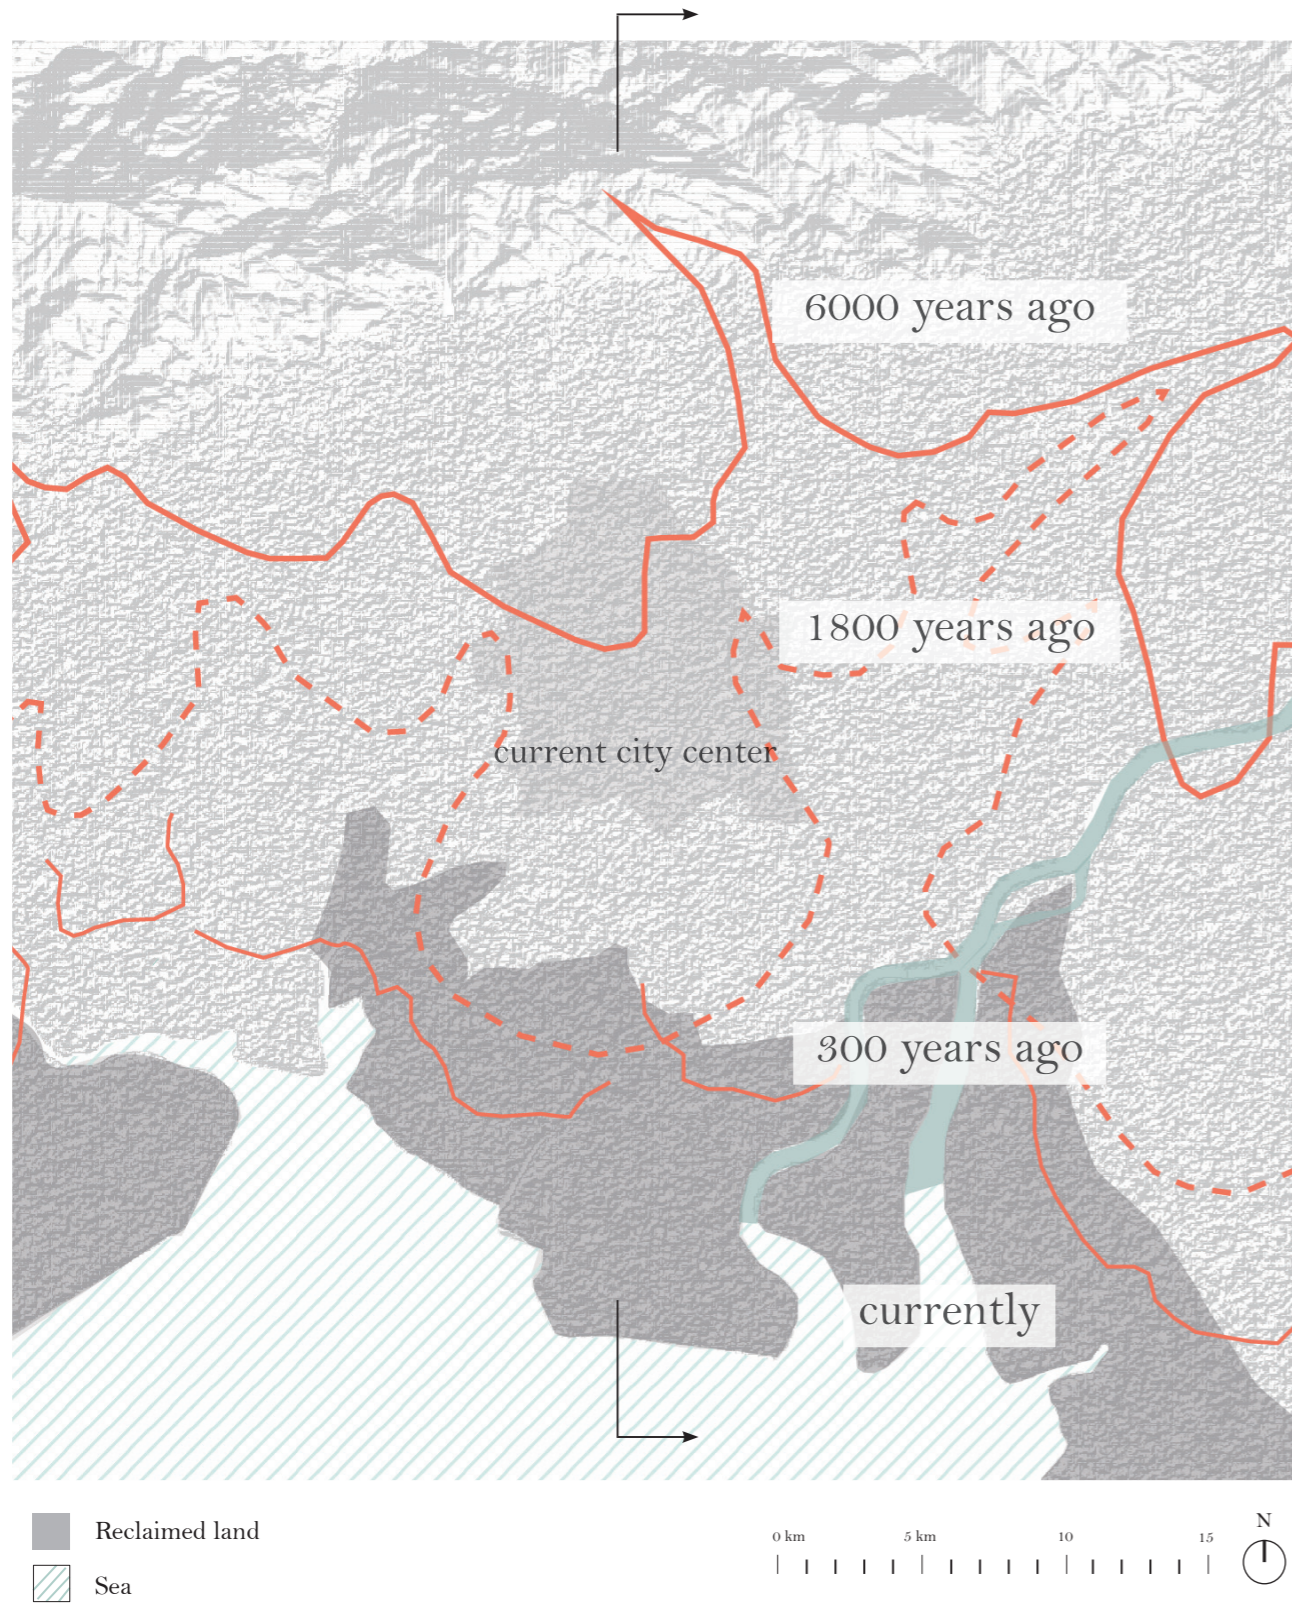 6000 years ago
1800 years ago
current city center
300 years ago
currently
Reclaimed land
Sea
0 km 5 km 10 15
N